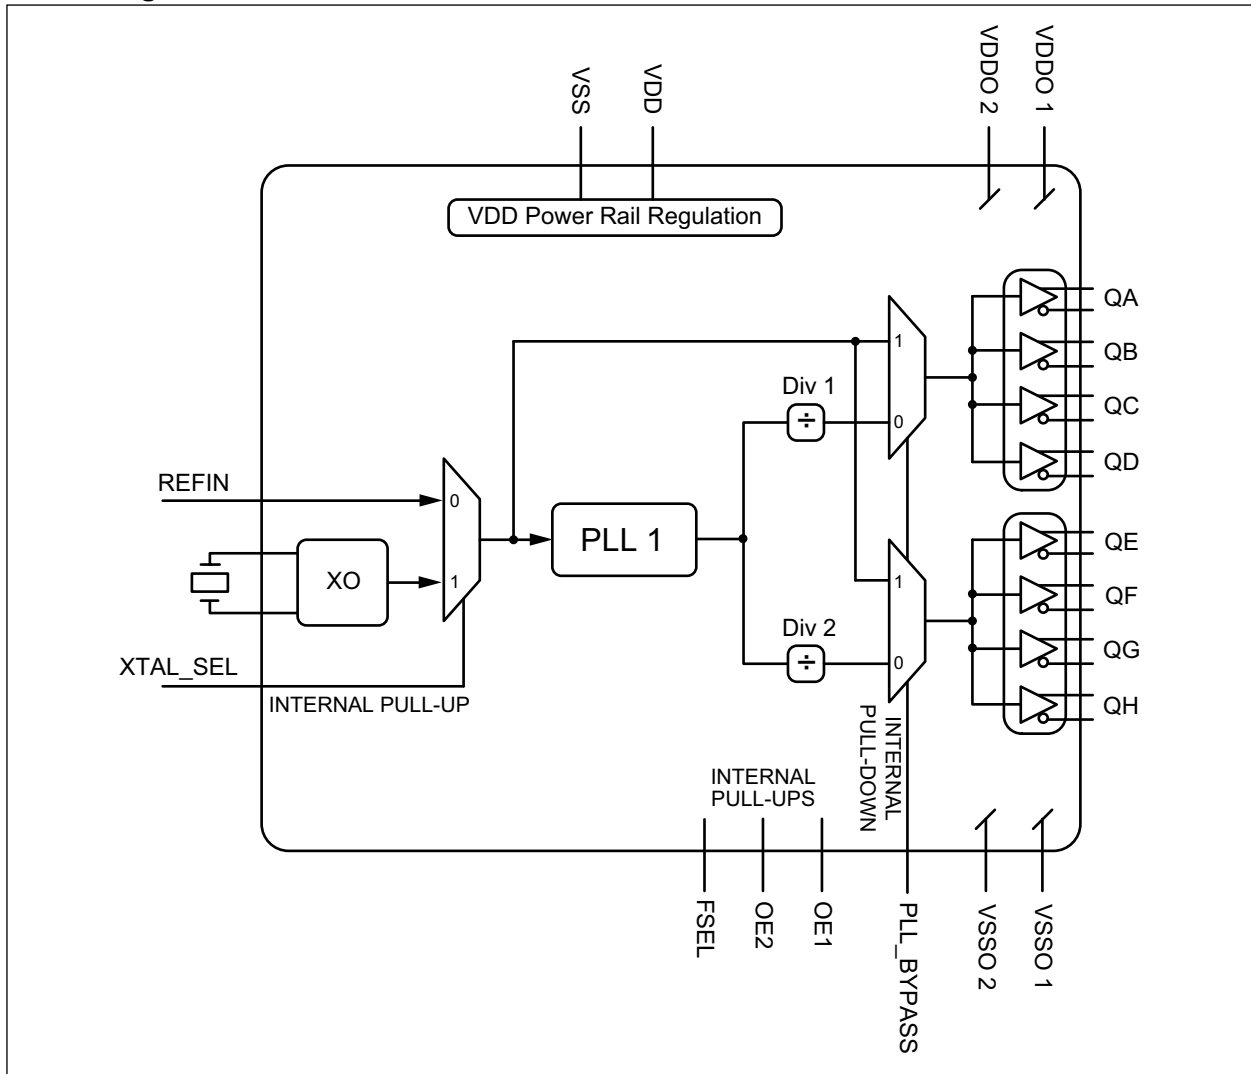 VSS
VDD
VDDO 2
VDDO 1
VDD Power Rail Regulation
QA
1
QB
Div 1
÷
0
QC
QD
REFIN
0
PLL 1
QE
XO
1
1
QF
Div 2
÷
0
QG
XTAL_SEL
INTERNAL PULL-UP
QH
INTERNAL
PULL-DOWN
INTERNAL
PULL-UPS
FSEL
OE2
OE1
PLL_BYPASS
VSSO 2
VSSO 1